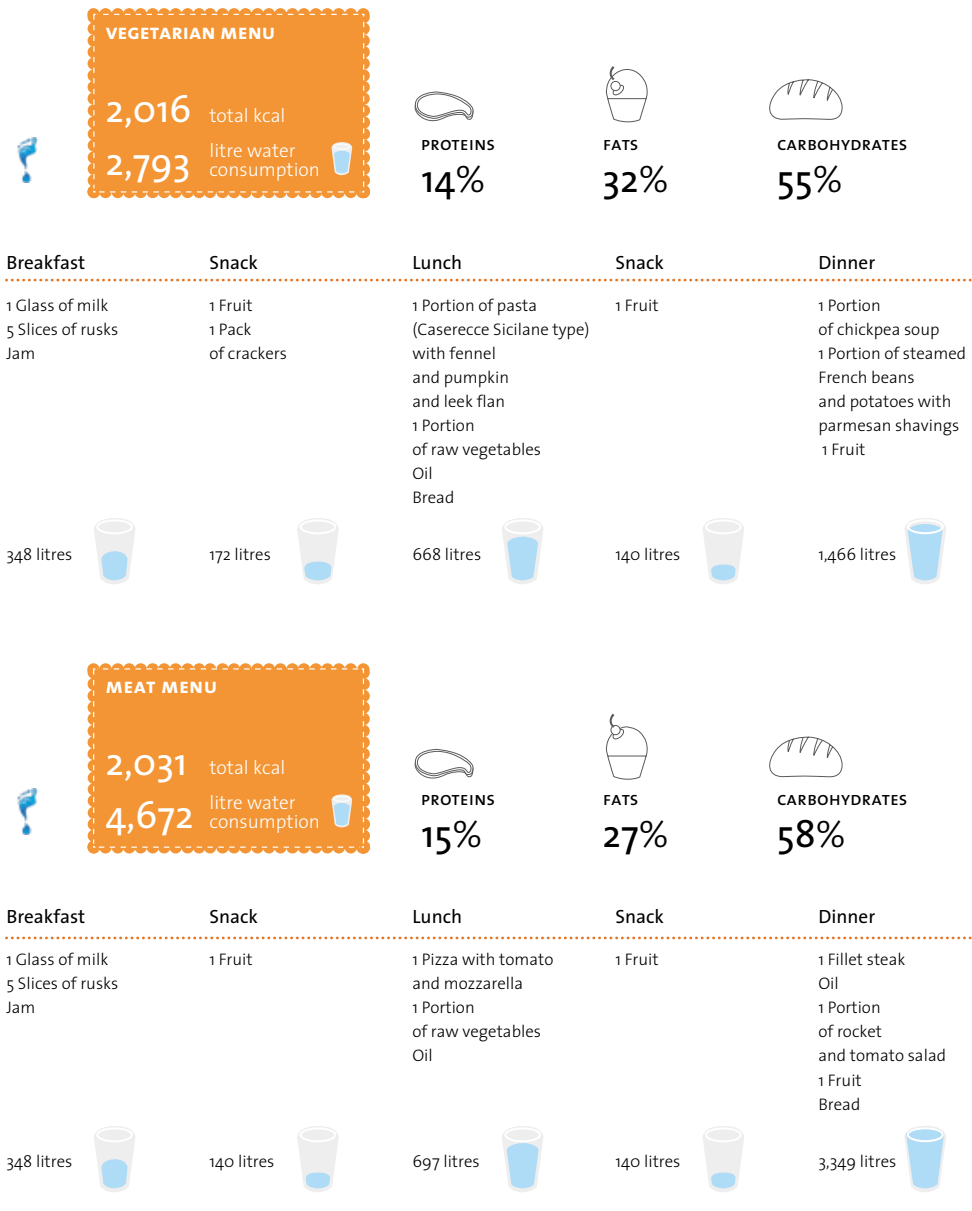 VEGETARIAN MENU
2,016 total kcal
2,793 litre water
consumption
PROTEINS
14%
FATS
32%
CARBOHYDRATES
55%
Breakfast
1 Glass of milk
5 Slices of rusks
Jam
348 litres
Snack
1 Fruit
1 Pack
of crackers
172 litres
Lunch
1 Portion of pasta
(Caserecce Sicilane type)
with fennel
and pumpkin
and leek flan
1 Portion
of raw vegetables
Oil
Bread
668 litres
Snack
1 Fruit
140 litres
Dinner
1 Portion
of chickpea soup
1 Portion of steamed
French beans
and potatoes with
parmesan shavings
1 Fruit
1,466 litres
MEAT MENU
2,031 total kcal
4,672 litre water
consumption
PROTEINS
15%
FATS
27%
CARBOHYDRATES
58%
Breakfast
1 Glass of milk
5 Slices of rusks
Jam
348 litres
Snack
1 Fruit
140 litres
Lunch
1 Pizza with tomato
and mozzarella
1 Portion
of raw vegetables
Oil
697 litres
Snack
1 Fruit
140 litres
Dinner
1 Fillet steak
Oil
1 Portion
of rocket
and tomato salad
1 Fruit
Bread
3,349 litres